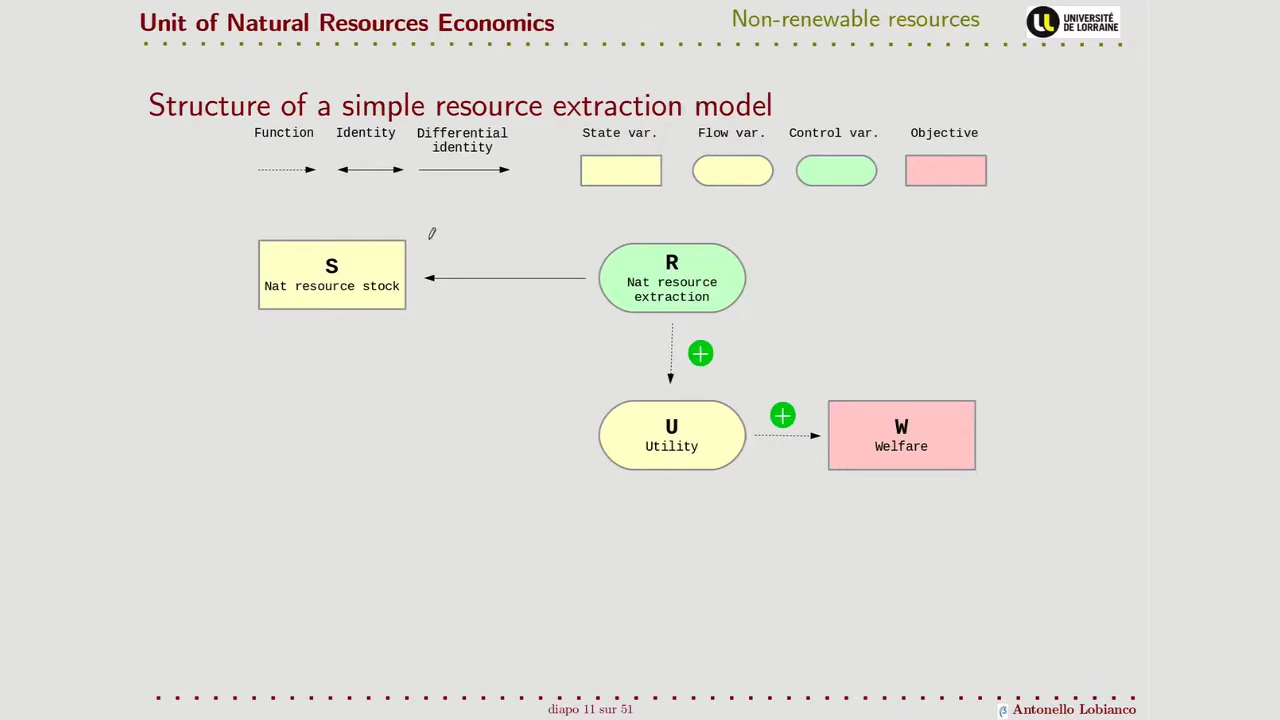 Unit of Natural Resources Economics
Non-renewable resources
UNIVERSITÉ
DE LORRAINE
Structure of a simple resource extraction model
Function
Identity
Differential
identity
State var.
Flow var.
Control var.
Objective
S
Nat resource stock
R
Nat resource
extraction
U
Utility
W
Welfare
diapo 11 sur 51
Antonello Lobianco